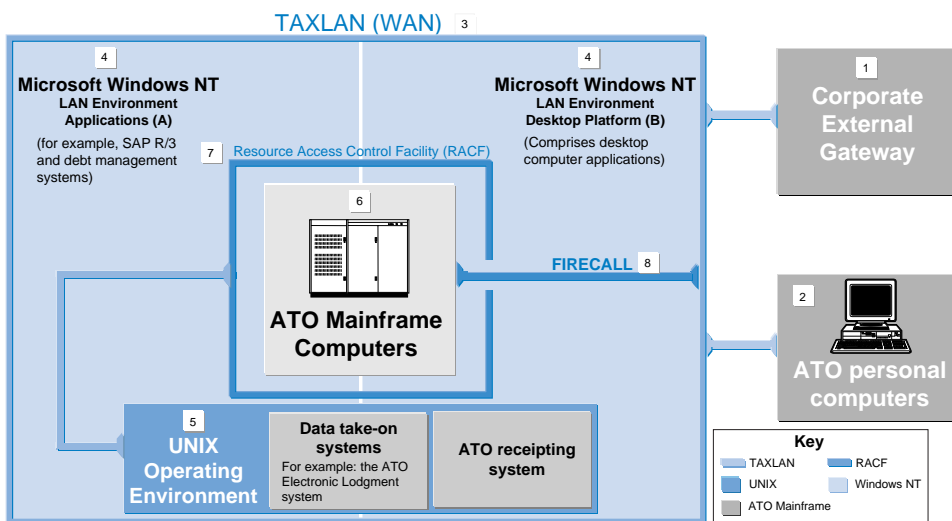 TAXLAN (WAN) 3
4
Microsoft Windows NT
LAN Environment
Applications (A)
(for example, SAP R/3
and debt management
systems)
4
Microsoft Windows NT
LAN Environment
Desktop Platform (B)
(Comprises desktop
computer applications)
1
Corporate
External
Gateway
7 Resource Access Control Facility (RACF)
6
ATO Mainframe
Computers
FIRECALL 8
2
ATO personal
computers
5
UNIX
Operating
Environment
Data take-on
systems
For example: the ATO
Electronic Lodgment
system
ATO receipting
system
Key
TAXLAN RACF
UNIX Windows NT
ATO Mainframe